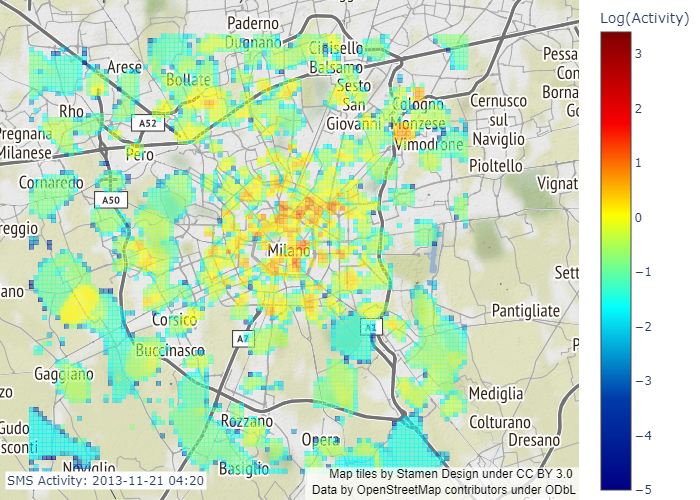 Log(Activity)
Paderno
Dugnano
Cinisello
Balsamo
Arese
Bollate
Sesto
San
Giovanni
Rho
A52
Cologno
Monzese
Cernusco
sul
Naviglio
Pessa
Con
Borna
Go
Vimodrone
Pioltello
Pregnana
Milanese
Pero
Cornaredo
A50
Vignat
reggio
Milano
Sett
ano
Corsico
A7
A1
Pantigliate
P
Buccinasco
Gaggiano
zo
Mediglia
Colturano
Dresano
Rozzano
Opera
Gudo
sconti
Naviglio
Basiglio
SMS Activity: 2013-11-21 04:20
Map tiles by Stamen Design under CC BY 3.0
Data by OpenStreetMap contributors under ODbL
3
2
1
0
−1
−2
−3
−4
−5